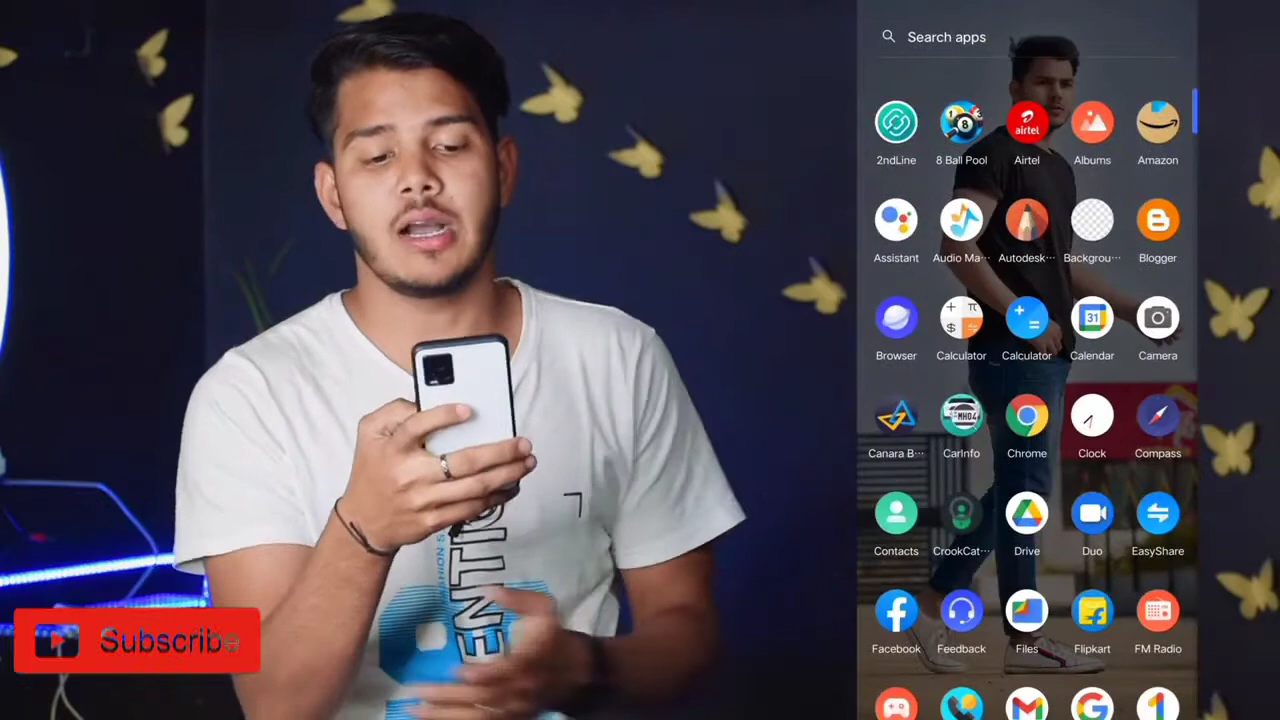 Search apps
airtel
2ndLine
8 Ball Pool
Airtel
Albums
Amazon
Assistant
Audio Ma···
Autodesk···
Backgrou···
Blogger
31
Browser
Calculator
Calculator
Calendar
Camera
MH04
Canara B···
CarInfo
Chrome
Clock
Compass
Contacts
CrookCat···
Drive
Duo
EasyShare
Facebook
Feedback
Files
Flipkart
FM Radio
ENTIC
Subscribe